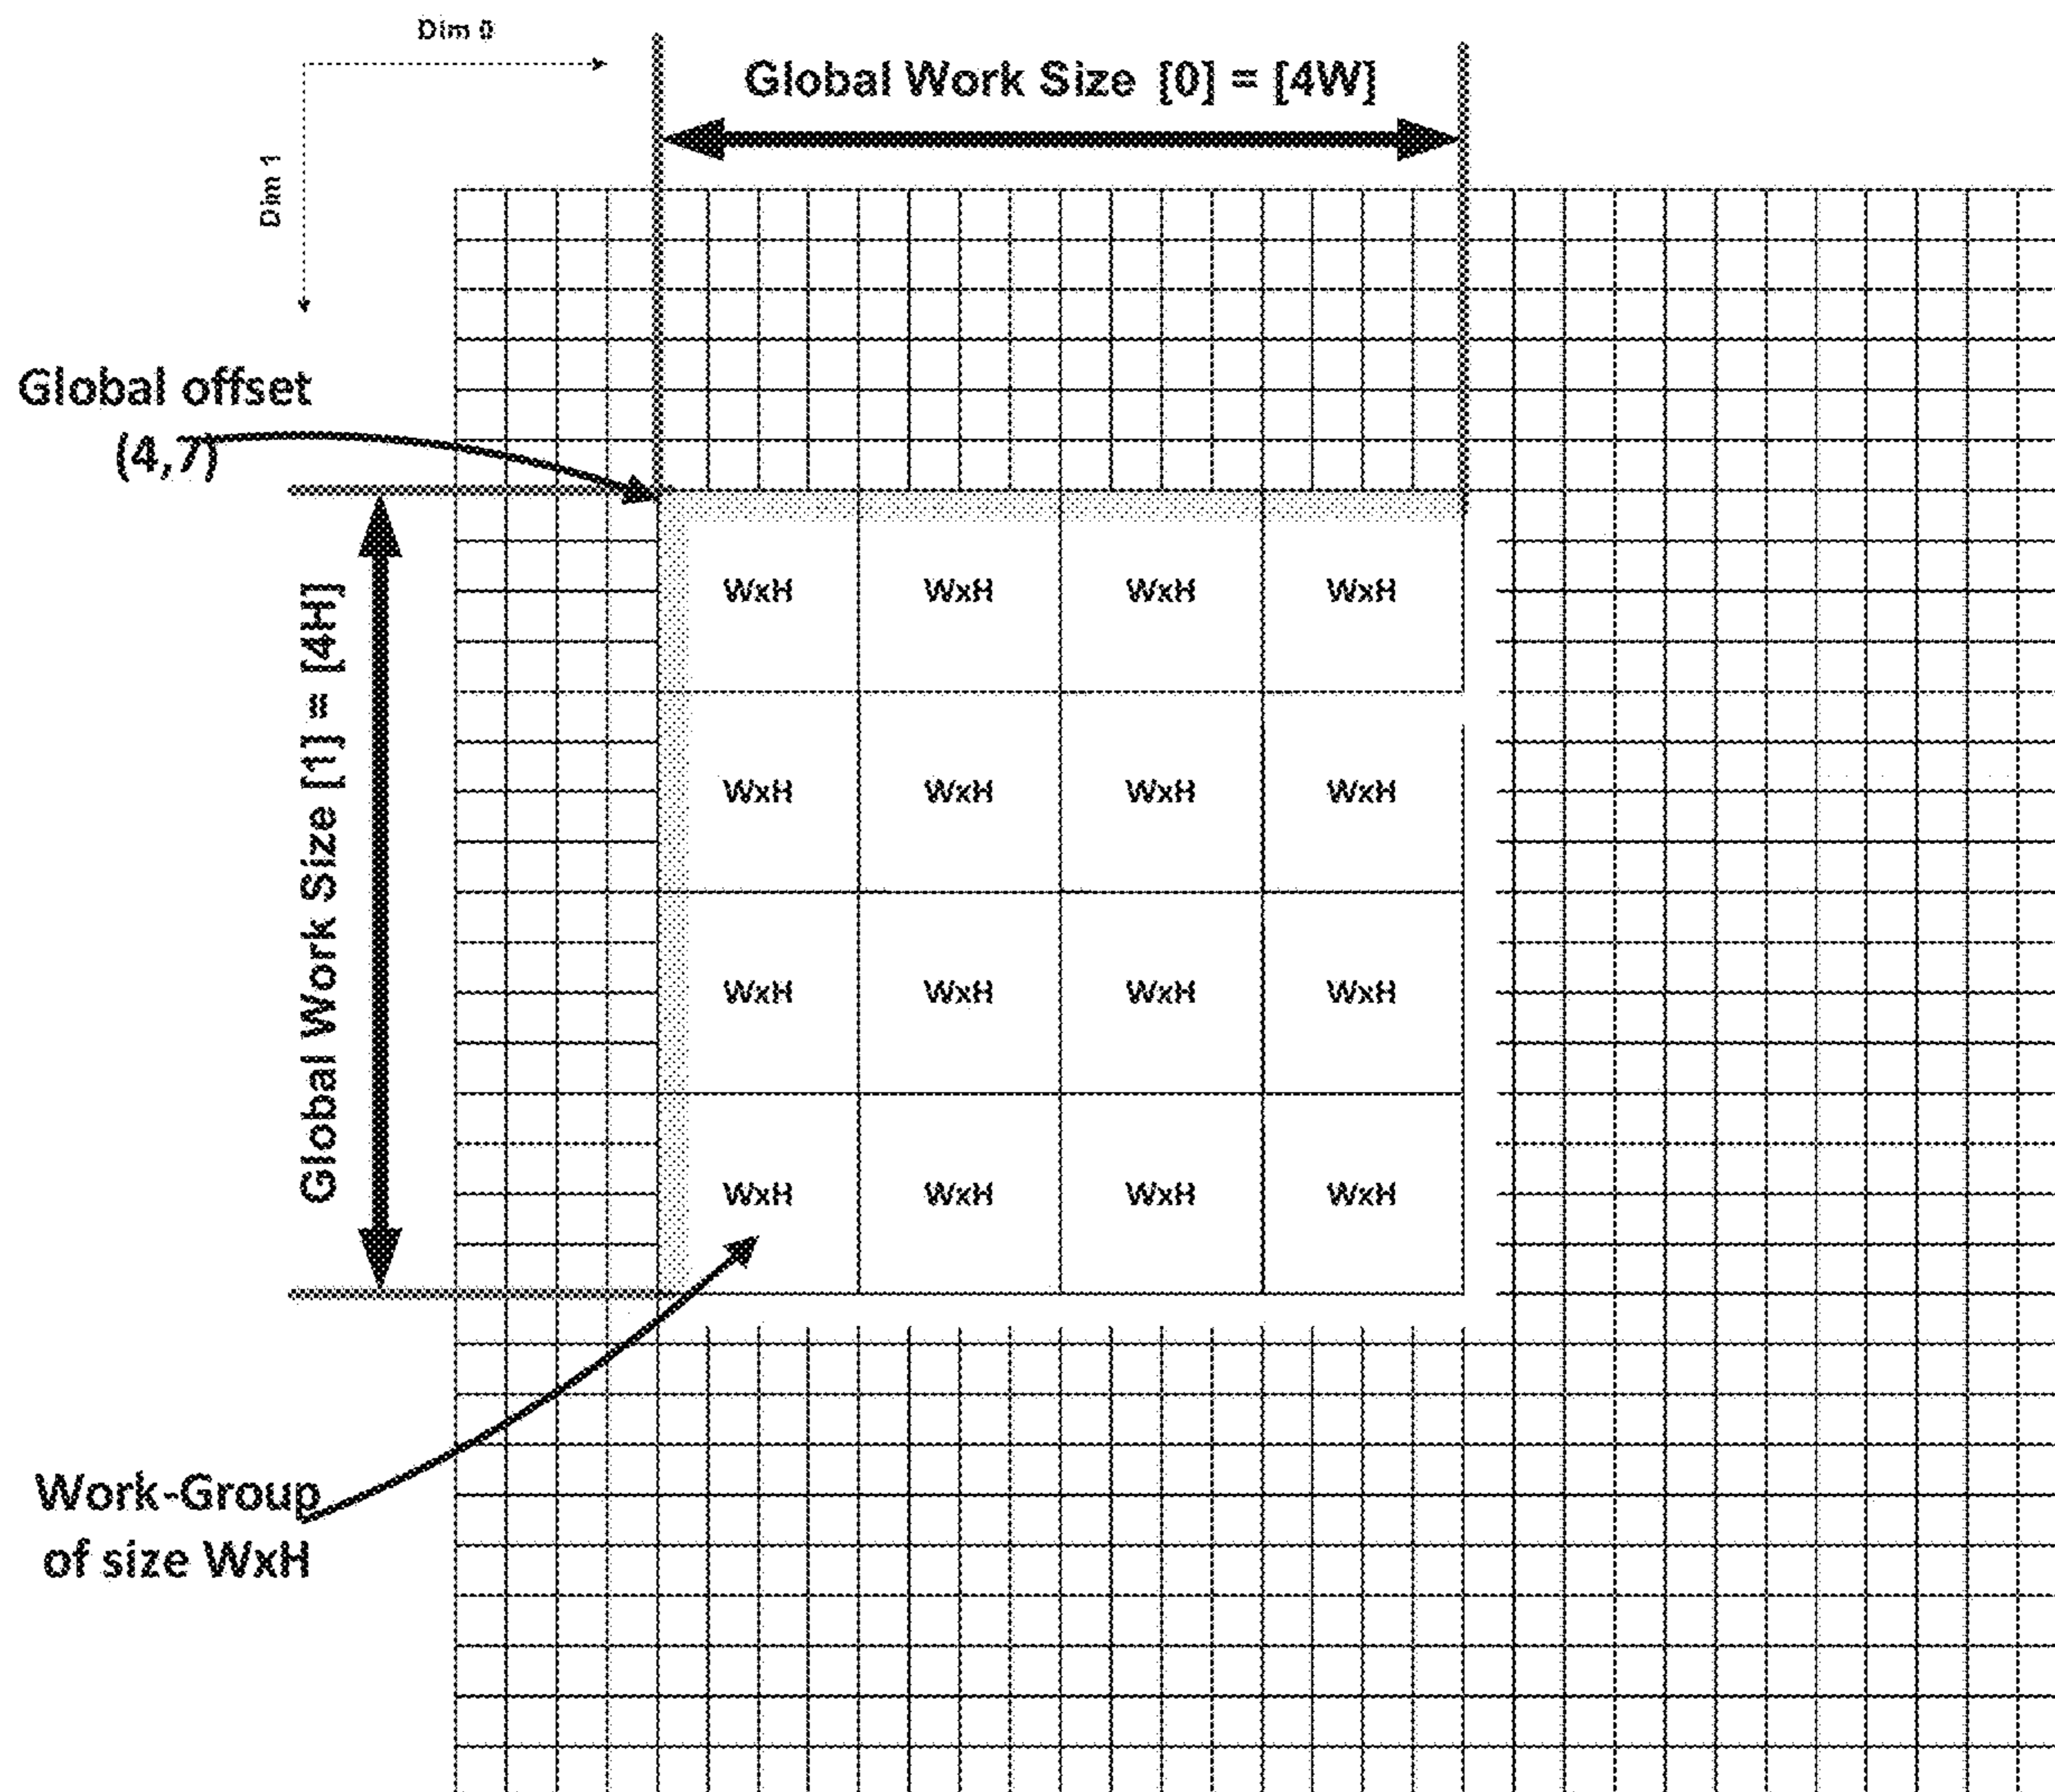 Dim 0
Global Work Size [0] = [4W]
Dim 1
Global offset
(4,7)
Global Work Size [1] = [4H]
WxH WxH WxH WxH
WxH WxH WxH WxH
WxH WxH WxH WxH
WxH WxH WxH WxH
Work-Group
of size WxH